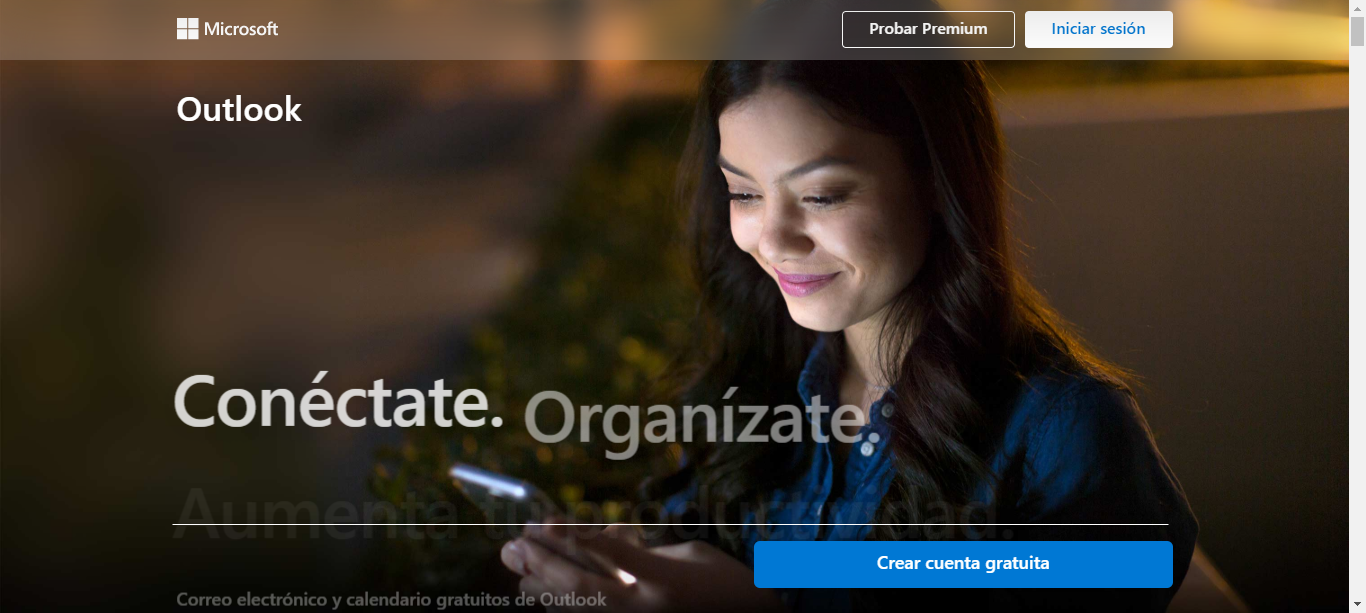 Microsoft
Probar Premium
Iniciar sesión
Outlook
Conéctate. Organízate.
Aumenta tu productividad.
Crear cuenta gratuita
Correo electrónico y calendario gratuitos de Outlook